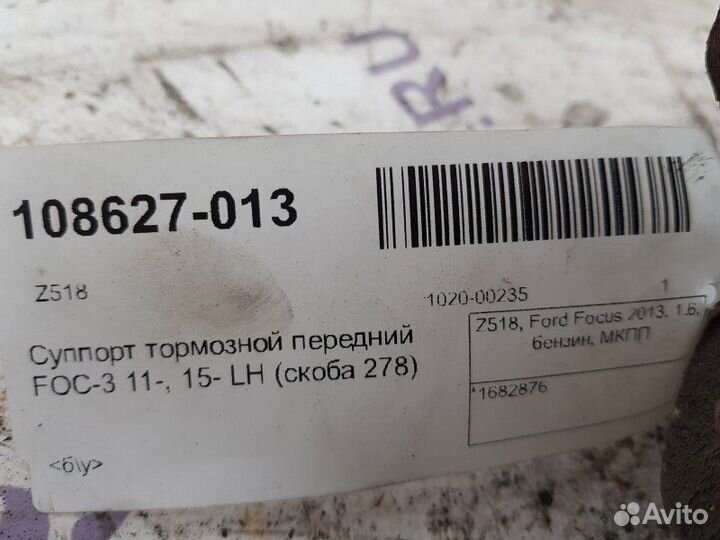 .RU
108627-013
Z518
1020-00235
1
Суппорт тормозной передний
FOC-3 11-, 15- LH (скоба 278)
Z518, Ford Focus 2013, 1.6,
бензин, МКПП
*1682876
<б\у>
Avito